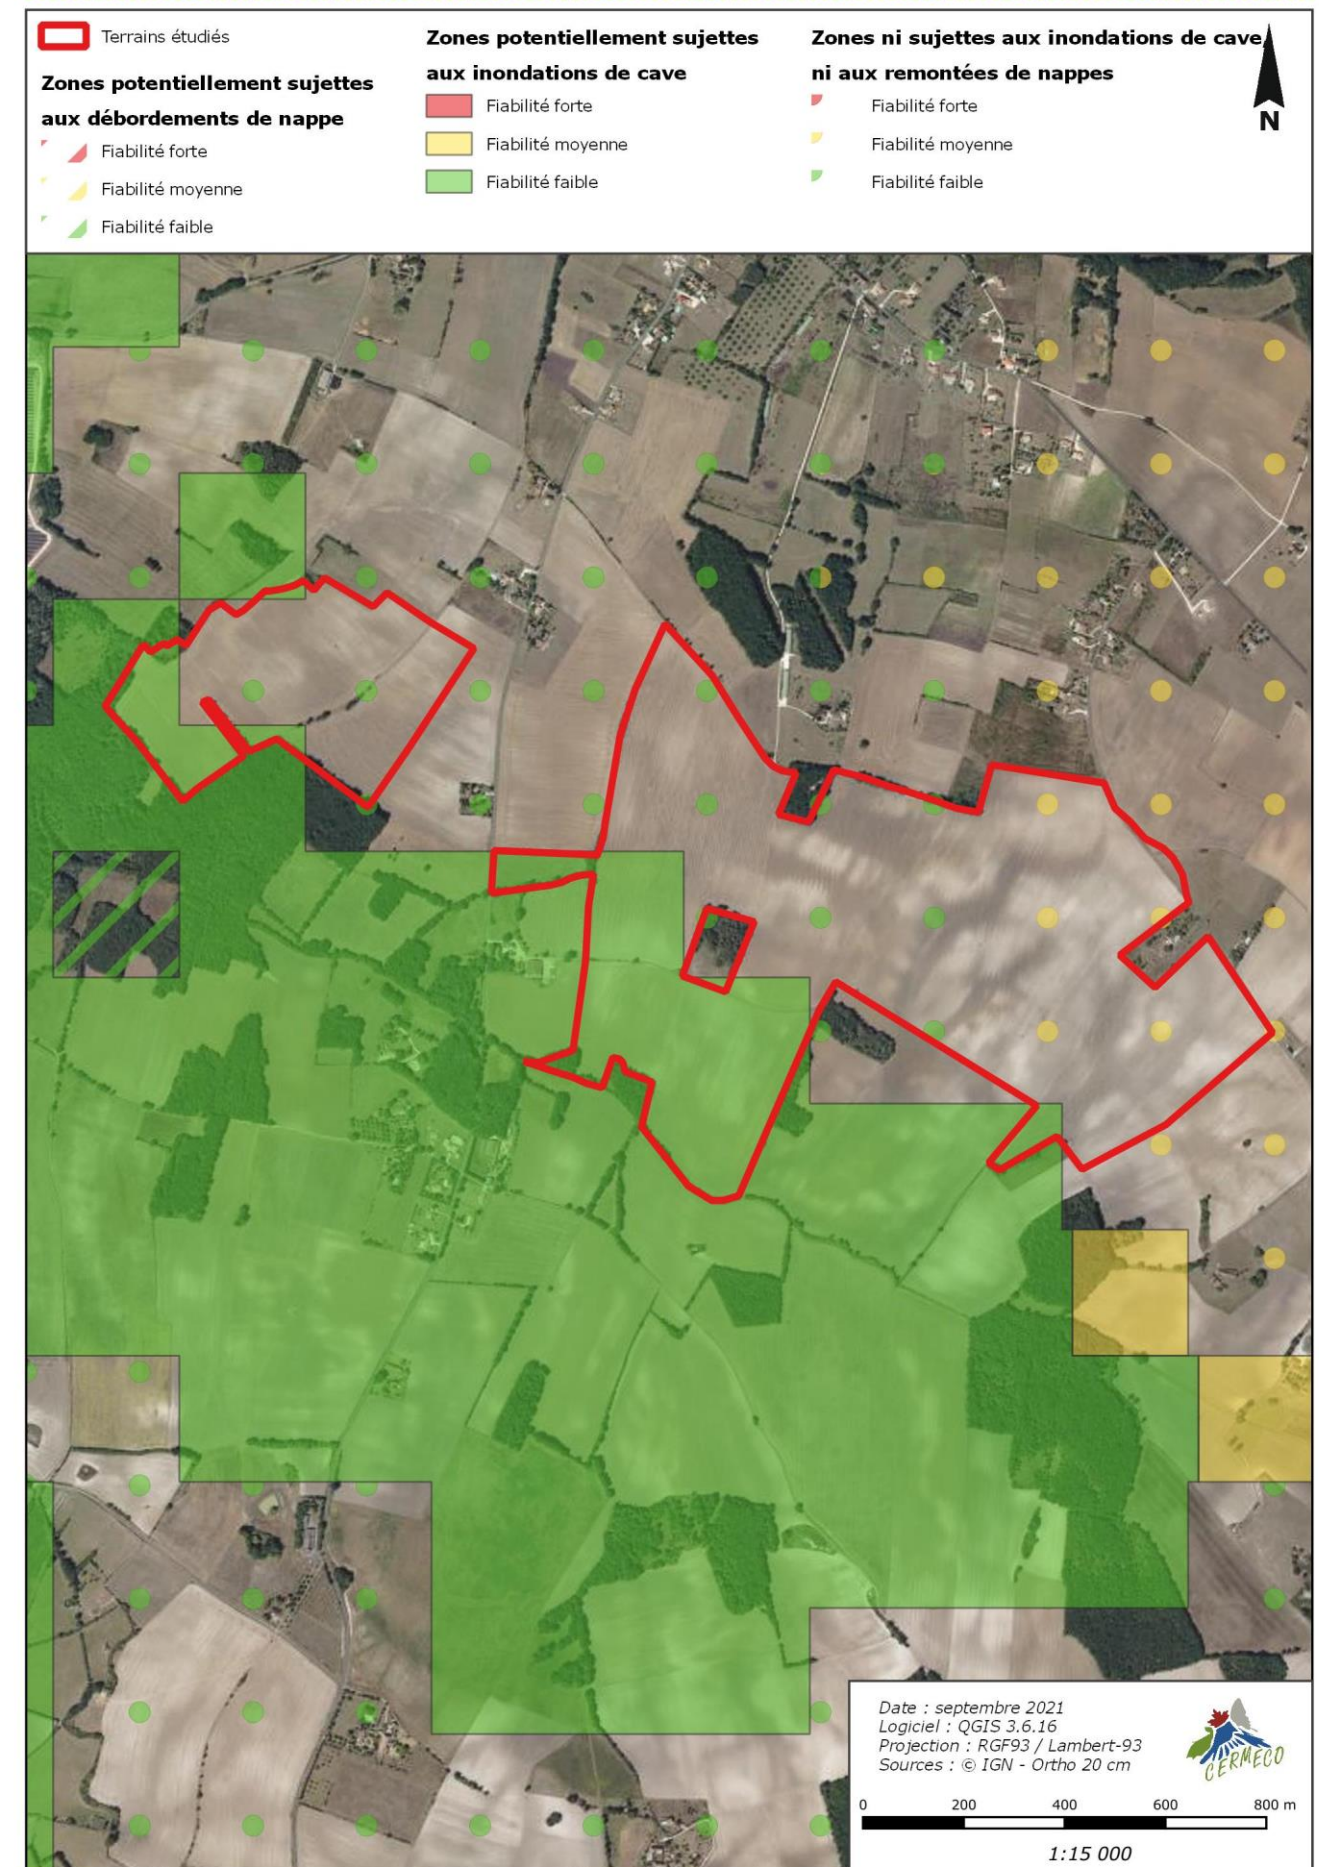 Terrains étudiés
Zones potentiellement sujettes
aux débordements de nappe
Fiabilité forte
Fiabilité moyenne
Fiabilité faible
Zones potentiellement sujettes
aux inondations de cave
Fiabilité forte
Fiabilité moyenne
Fiabilité faible
Zones ni sujettes aux inondations de cave
ni aux remontées de nappes
Fiabilité forte
Fiabilité moyenne
Fiabilité faible
N
Date : septembre 2021
Logiciel : QGIS 3.6.16
Projection : RGF93 / Lambert-93
Sources : © IGN - Ortho 20 cm
CERMECO
0 200 400 600 800 m
1:15 000